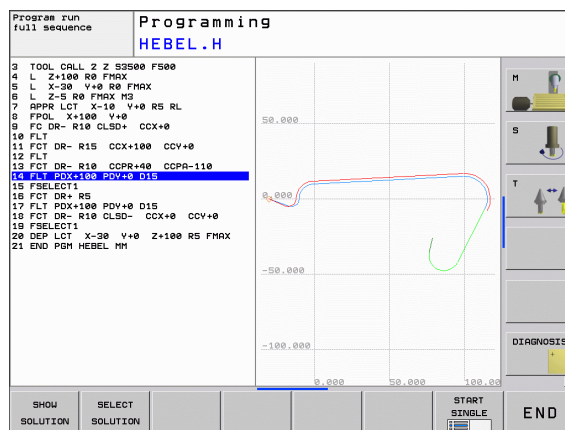 Program run
full sequence
Programming
HEBEL.H
3 TOOL CALL 2 Z S3500 F500
4 L Z+100 R0 FMAX
5 L X-30 Y+0 R0 FMAX
6 L Z-5 R0 FMAX M3
7 APPR LCT X-10 Y+0 R5 RL
8 FPOL X+100 Y+0
9 FC DR- R10 CLSD+ CCX+0
10 FLT
11 FCT DR- R15 CCX+100 CCY+0
12 FLT
13 FCT DR- R10 CCPR+40 CCPA-110
14 FLT PDX+100 PDY+0 D15
15 FSELECT1
16 FCT DR+ R5
17 FLT PDX+100 PDY+0 D15
18 FCT DR- R10 CLSD- CCX+0 CCY+0
19 FSELECT1
20 DEP LCT X-30 Y+0 Z+100 R5 FMAX
21 END PGM HEBEL MM
50.000
0.000
-50.000
-100.000
0.000
50.000
100.00
M
S
T
DIAGNOSIS
SHOW
SOLUTION
SELECT
SOLUTION
START
SINGLE
END